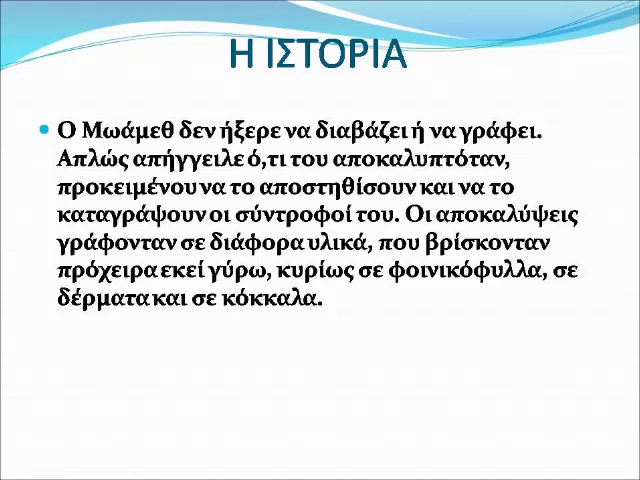 Η ΙΣΤΟΡΙΑ
• Ο Μωάμεθ δεν ήξερε να διαβάζει ή να γράφει.
Απλώς απήγγειλε ό,τι του αποκαλυπτόταν,
προκειμένου να το αποστηθίσουν και να το
καταγράψουν οι σύντροφοί του. Οι αποκαλύψεις
γράφονταν σε διάφορα υλικά, που βρίσκονταν
πρόχειρα εκεί γύρω, κυρίως σε φοινικόφυλλα, σε
δέρματα και σε κόκκαλα.